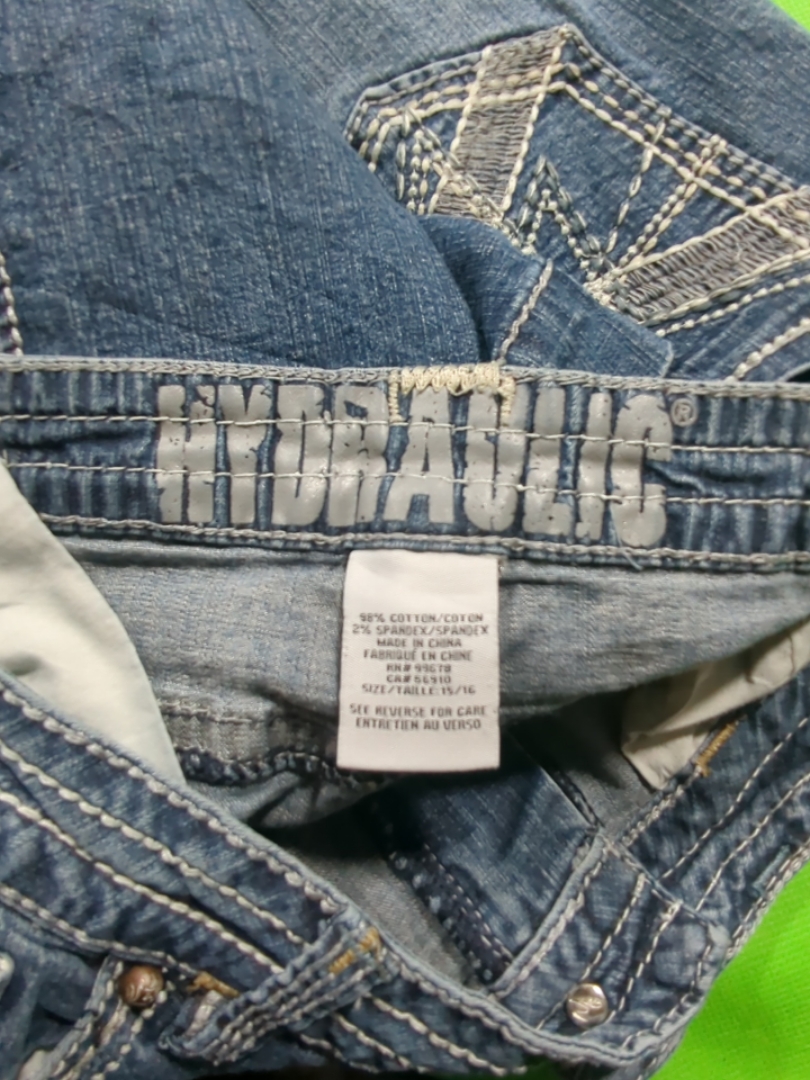 HYDRAULIC®
98% COTTON/COTON
2% SPANDEX/SPANDEX
MADE IN CHINA
FABRIQUÉ EN CHINE
RN# 99678
CA# 56910
SIZE/TAILLE: 15/16
SEE REVERSE FOR CARE
ENTRETIEN AU VERSO